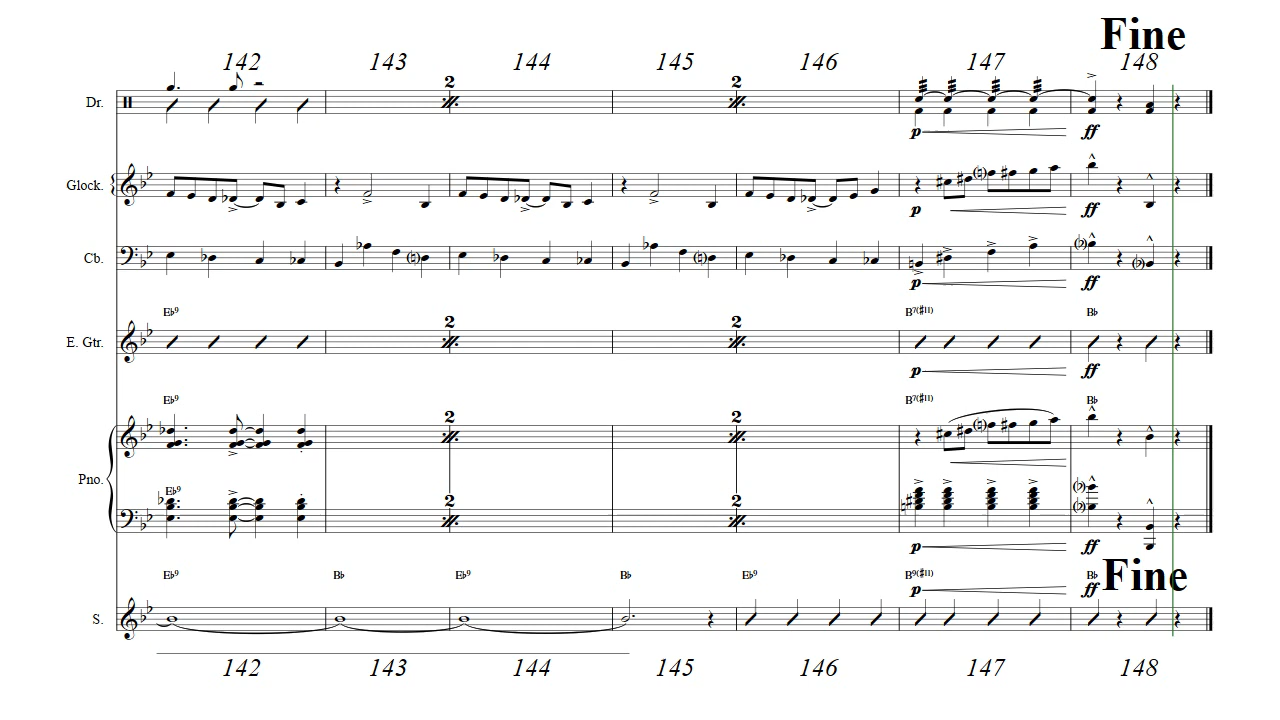 Fine
142 143 144 145 146 147 148
Dr. 2 2 p ff
Glock. p ff
Cb. p ff
E♭9 B7(♯11) B♭
E. Gtr. 2 2 p ff
E♭9 B7(♯11) B♭
2 2
Pno.
E♭9 2 2
p ff
Fine
E♭9 B♭ E♭9 B♭ E♭9 B9(♯11) B♭
p ff
S.
142 143 144 145 146 147 148